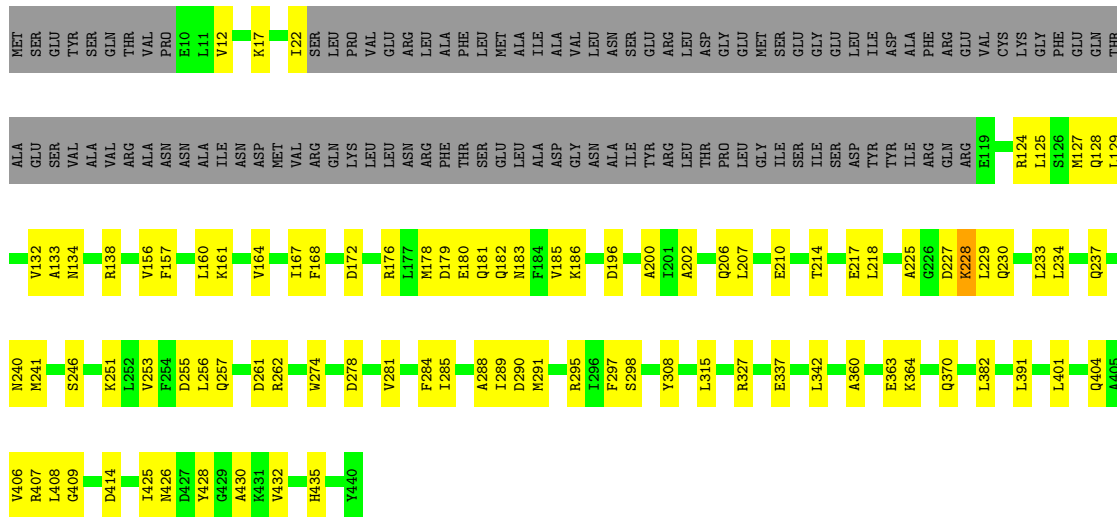 MET SER GLU TYR SER GLN THR VAL PRO E10 L11 V12 K17 I22 SER LEU PRO VAL GLU ARG LEU ALA PHE LEU MET ALA ILE ALA VAL LEU ASN SER GLU ARG LEU ASP GLY GLU MET SER GLU GLY GLU LEU ILE ASP ALA PHE ARG GLU VAL CYS LYS GLY PHE GLU GLN THR
ALA GLU SER VAL ALA VAL ARG ALA ASN ASN ALA ILE ASN ASP MET VAL ARG GLN LYS LEU LEU ASN ARG PHE THR SER GLU LEU ALA ASP GLY ASN ALA ILE TYR ARG LEU THR PRO LEU GLY ILE SER ILE SER ASP TYR TYR ILE ARG GLN ARG E119 R124 L125 S126 M127 Q128 L129
V132 A133 N134 R138 V156 F157 L160 K161 V164 I167 F168 D172 R176 L177 M178 D179 E180 Q181 Q182 N183 F184 V185 K186 D196 A200 I201 A202 Q206 L207 E210 T214 E217 L218 A225 G226 D227 K228 L229 Q230 L233 L234 Q237
N240 M241 S246 K251 L252 V253 F254 D255 L256 Q257 D261 R262 W274 D278 V281 F284 I285 A288 I289 D290 M291 R295 I296 F297 S298 Y308 L315 R327 E337 L342 A360 E363 K364 Q370 L382 L391 L401 Q404 A405
V406 R407 L408 G409 D414 I425 N426 D427 Y428 G429 A430 K431 V432 H435 Y440